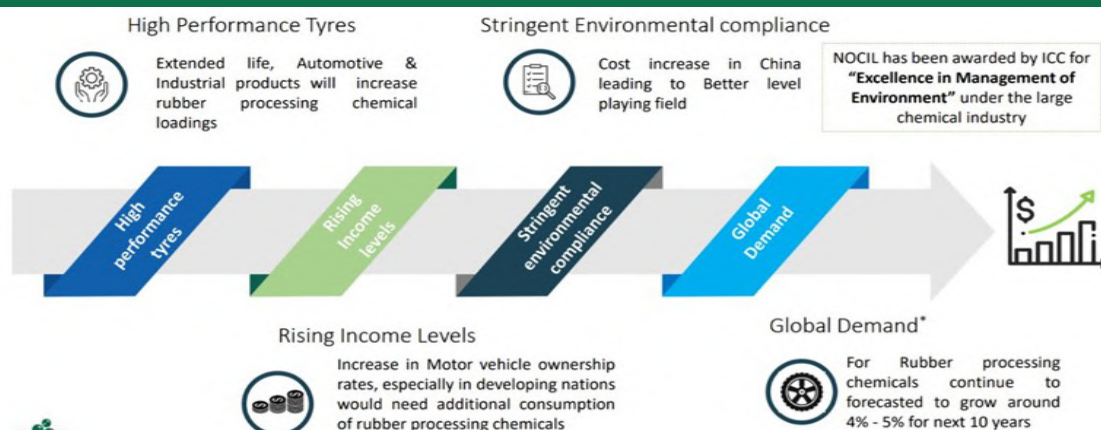 High Performance Tyres
Extended life, Automotive &
Industrial products will increase
rubber processing chemical
loadings
Stringent Environmental compliance
Cost increase in China
leading to Better level
playing field
NOCIL has been awarded by ICC for
“Excellence in Management of
Environment” under the large
chemical industry
High
performance
tyres
Rising
Income
levels
Stringent
environmental
compliance
Global
Demand
$
Rising Income Levels
Increase in Motor vehicle ownership
rates, especially in developing nations
would need additional consumption
of rubber processing chemicals
Global Demand*
For Rubber processing
chemicals continue to
forecasted to grow around
4% - 5% for next 10 years